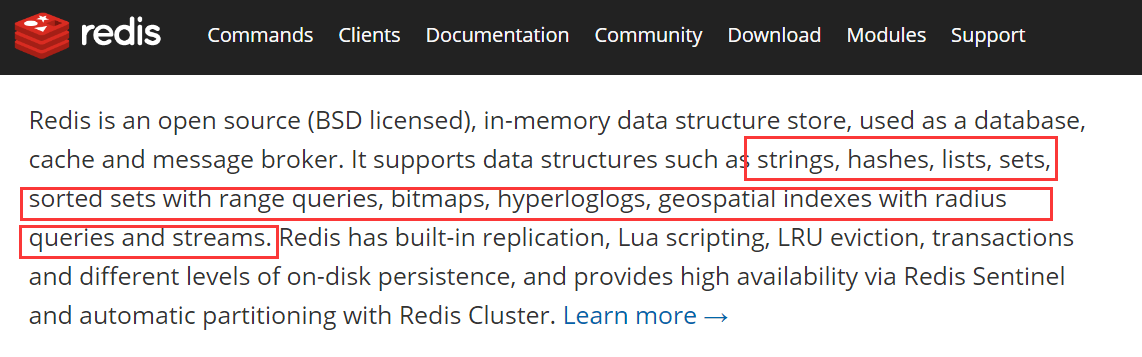 redis Commands Clients Documentation Community Download Modules Support
Redis is an open source (BSD licensed), in-memory data structure store, used as a database,
cache and message broker. It supports data structures such as strings, hashes, lists, sets,
sorted sets with range queries, bitmaps, hyperloglogs, geospatial indexes with radius
queries and streams. Redis has built-in replication, Lua scripting, LRU eviction, transactions
and different levels of on-disk persistence, and provides high availability via Redis Sentinel
and automatic partitioning with Redis Cluster. Learn more →